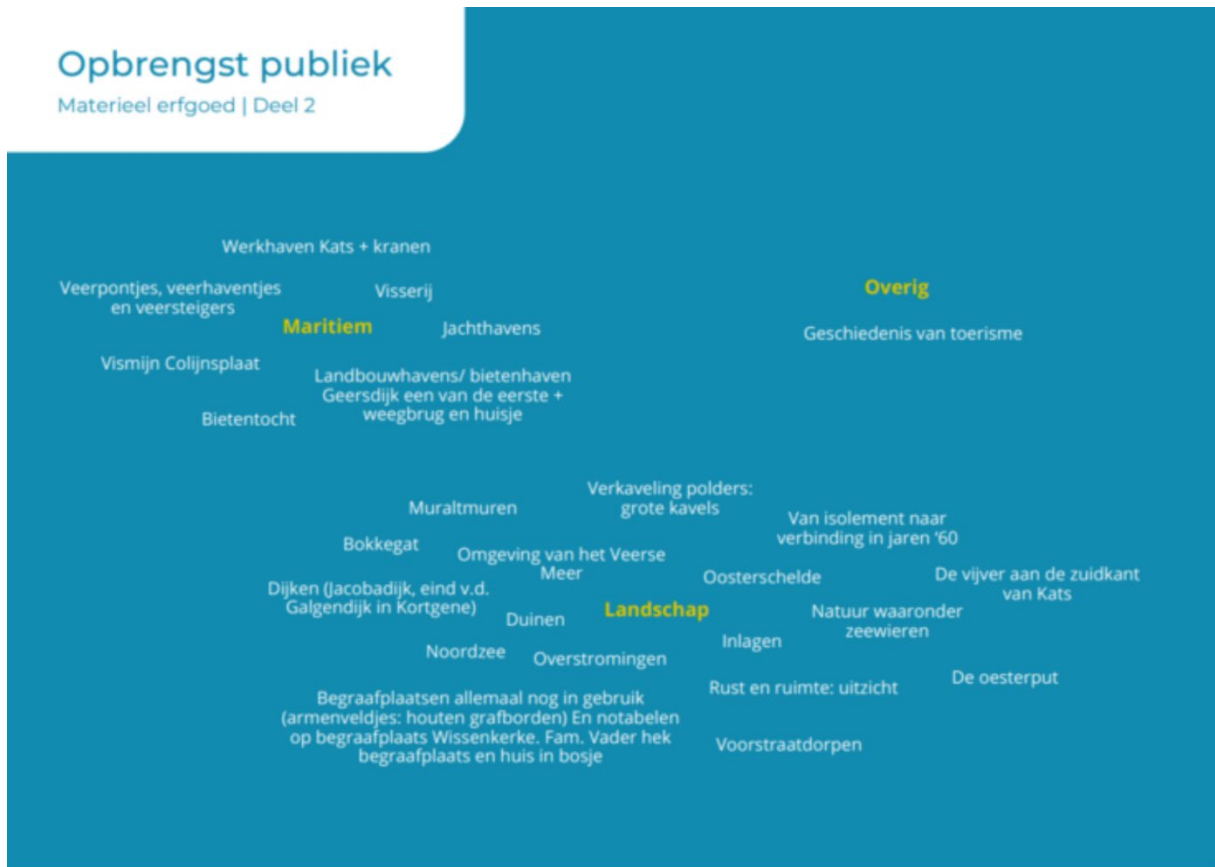 Opbrengst publiek
Materieel erfgoed | Deel 2
Werkhaven Kats + kranen
Veerpontjes, veerhaventjes
en veersteigers
Visserij
Maritiem
Jachthavens
Vismijn Colijnsplaat
Landbouwhavens/ bietenhaven
Geersdijk een van de eerste +
weegbrug en huisje
Bietentocht
Overig
Geschiedenis van toerisme
Verkaveling polders:
grote kavels
Muraltmuren
Van isolement naar
verbinding in jaren ‘60
Bokkegat
Omgeving van het Veerse
Meer
Oosterschelde
De vijver aan de zuidkant
van Kats
Dijken (Jacobadijk, eind v.d.
Galgendijk in Kortgene)
Duinen
Landschap
Natuur waaronder
zeewieren
Inlagen
Noordzee
Overstromingen
De oesterput
Rust en ruimte: uitzicht
Begraafplaatsen allemaal nog in gebruik
(armenveldjes: houten grafborden) En notabelen
op begraafplaats Wissenkerke. Fam. Vader hek
begraafplaats en huis in bosje
Voorstraatdorpen